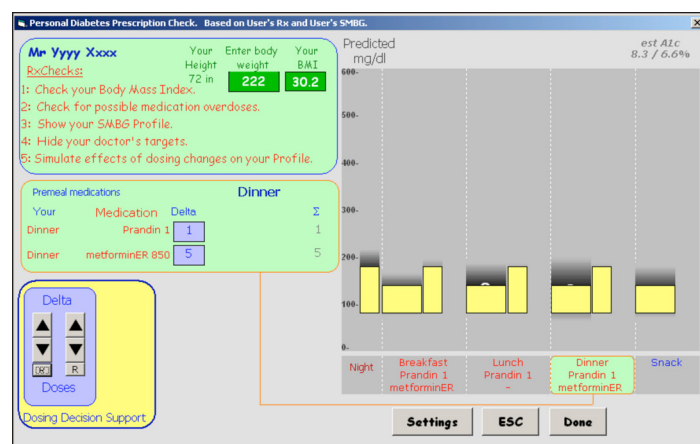 Personal Diabetes Prescription Check. Based on User's Rx and User's SMBG.
Mr Yyyy Xxxx
Your Height
72 in
Enter body weight
222
Your BMI
30.2
RxChecks:
1: Check your Body Mass Index.
2: Check for possible medication overdoses.
3: Show your SMBG Profile.
4: Hide your doctor's targets.
5: Simulate effects of dosing changes on your Profile.
Predicted
mg/dl
est A1c
8.3 / 6.6%
600-
500-
400-
300-
200-
100-
0-
Premeal medications
Dinner
Your Medication Delta Σ
Dinner Prandin 1 1 1
Dinner metforminER 850 5 5
Delta
R
R
Doses
Dosing Decision Support
Night
Breakfast
Prandin 1
metforminER
Lunch
Prandin 1
-
Dinner
Prandin 1
metforminER
Snack
Settings ESC Done